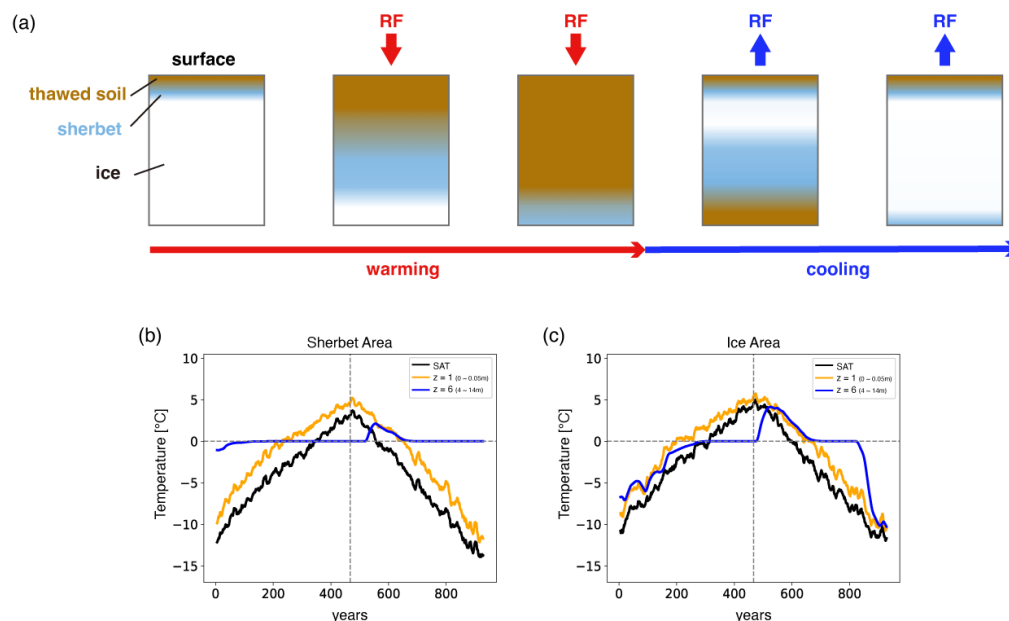 (a)
RF RF RF RF
surface
thawed soil
sherbet
ice
warming cooling
(b) Sherbet Area
10
5
0
−5
−10
−15
Temperature [°C]
SAT
z = 1 (0 ~ 0.05m)
z = 6 (4 ~ 14m)
0 200 400 600 800
years
(c) Ice Area
10
5
0
−5
−10
−15
Temperature [°C]
SAT
z = 1 (0 ~ 0.05m)
z = 6 (4 ~ 14m)
0 200 400 600 800
years